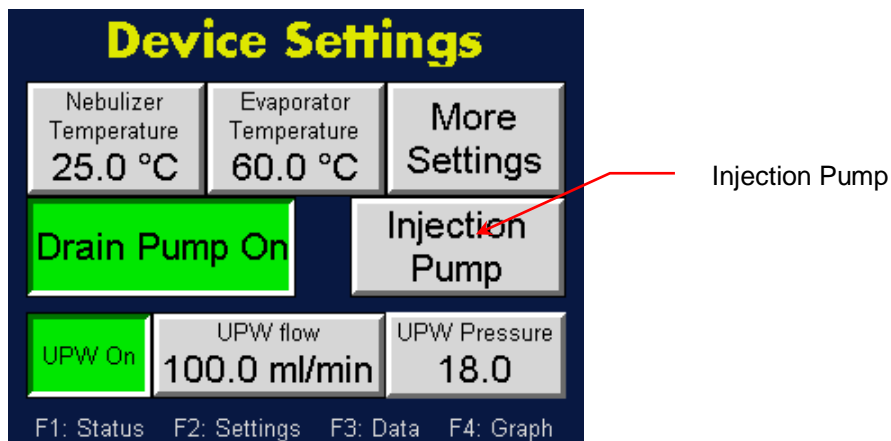 Device Settings
Nebulizer
Temperature
25.0 °C
Evaporator
Temperature
60.0 °C
More
Settings
Injection Pump
Drain Pump On
Injection
Pump
UPW On
UPW flow
100.0 ml/min
UPW Pressure
18.0
F1: Status F2: Settings F3: Data F4: Graph